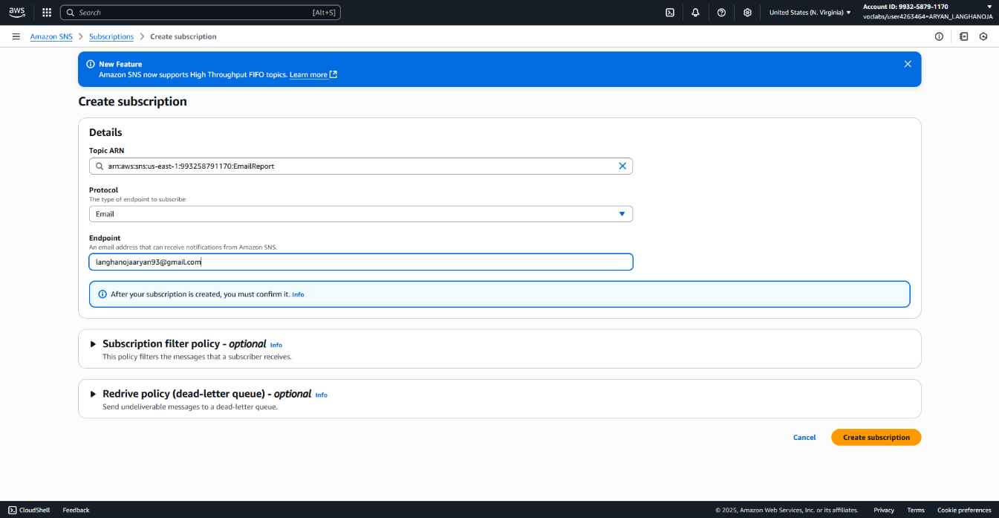 aws
Search
[Alt+S]
United States (N. Virginia)
Account ID: 9932-5879-1170
voclabs/user4263464=ARYAN_LANGHANOJA
Amazon SNS
Subscriptions
Create subscription
New Feature
Amazon SNS now supports High Throughput FIFO topics. Learn more
Create subscription
Details
Topic ARN
arn:aws:sns:us-east-1:993258791170:EmailReport
Protocol
The type of endpoint to subscribe
Email
Endpoint
An email address that can receive notifications from Amazon SNS.
langhanojaaryan93@gmail.com
After your subscription is created, you must confirm it. Info
Subscription filter policy - optional Info
This policy filters the messages that a subscriber receives.
Redrive policy (dead-letter queue) - optional Info
Send undeliverable messages to a dead-letter queue.
Cancel
Create subscription
CloudShell
Feedback
© 2025, Amazon Web Services, Inc. or its affiliates.
Privacy
Terms
Cookie preferences